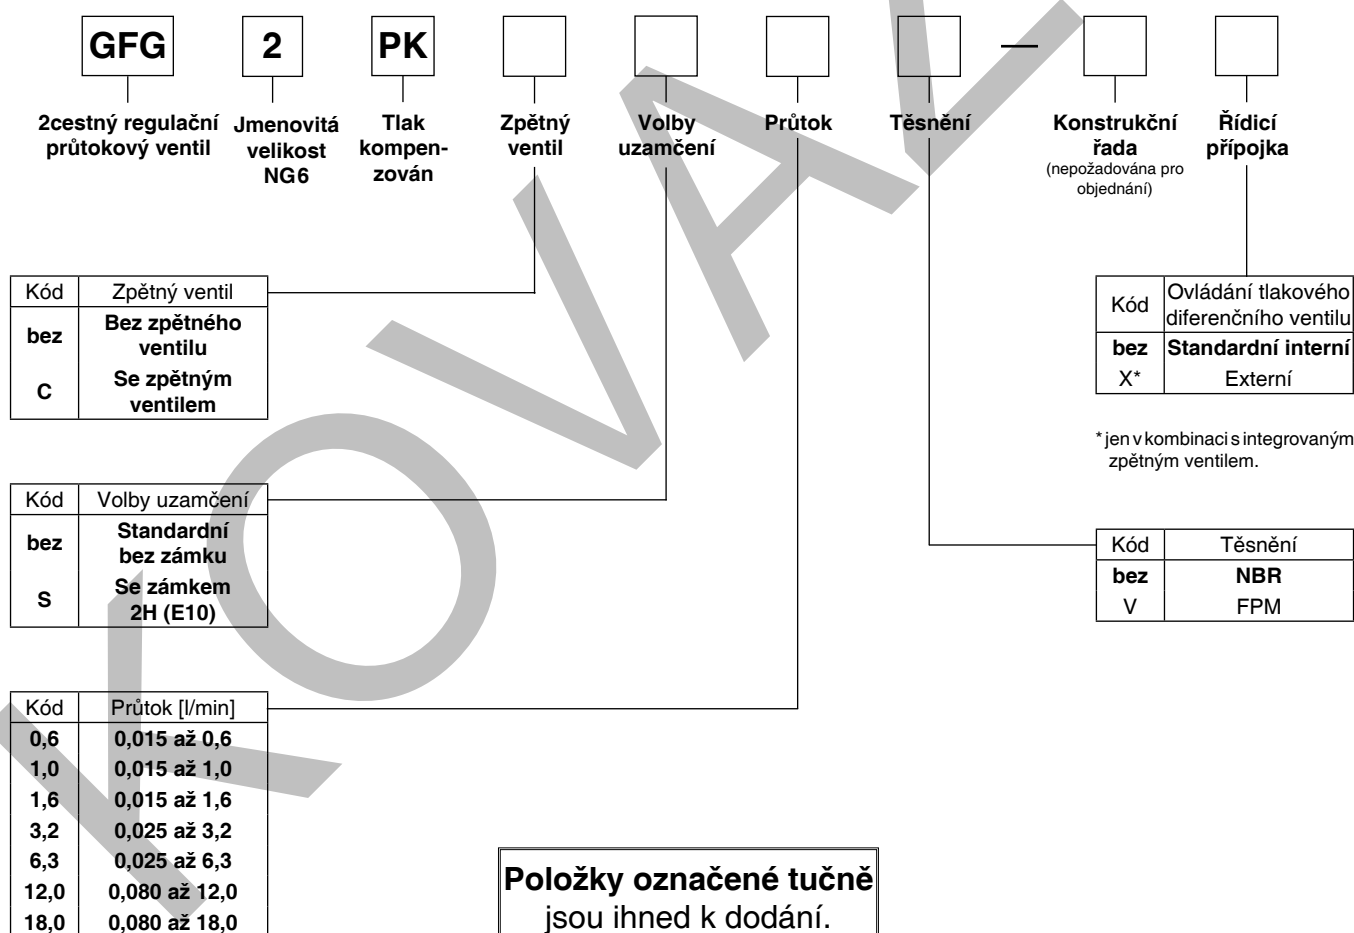 GFG 2 PK —
2cestný regulační
průtokový ventil
Jmenovitá
velikost
NG6
Tlak
kompen-
zován
Zpětný
ventil
Volby
uzamčení
Průtok
Těsnění
Konstrukční
řada
(nepožadována pro
objednání)
Řídicí
přípojka
Kód Zpětný ventil
bez Bez zpětného
ventilu
C Se zpětným
ventilem
Kód Ovládání tlakového
diferenčního ventilu
bez Standardní interní
X* Externí
* jen v kombinaci s integrovaným
zpětným ventilem.
Kód Volby uzamčení
bez Standardní
bez zámku
S Se zámkem
2H (E10)
Kód Těsnění
bez NBR
V FPM
Kód Průtok [l/min]
0,6 0,015 až 0,6
1,0 0,015 až 1,0
1,6 0,015 až 1,6
3,2 0,025 až 3,2
6,3 0,025 až 6,3
12,0 0,080 až 12,0
18,0 0,080 až 18,0
Položky označené tučně
jsou ihned k dodání.